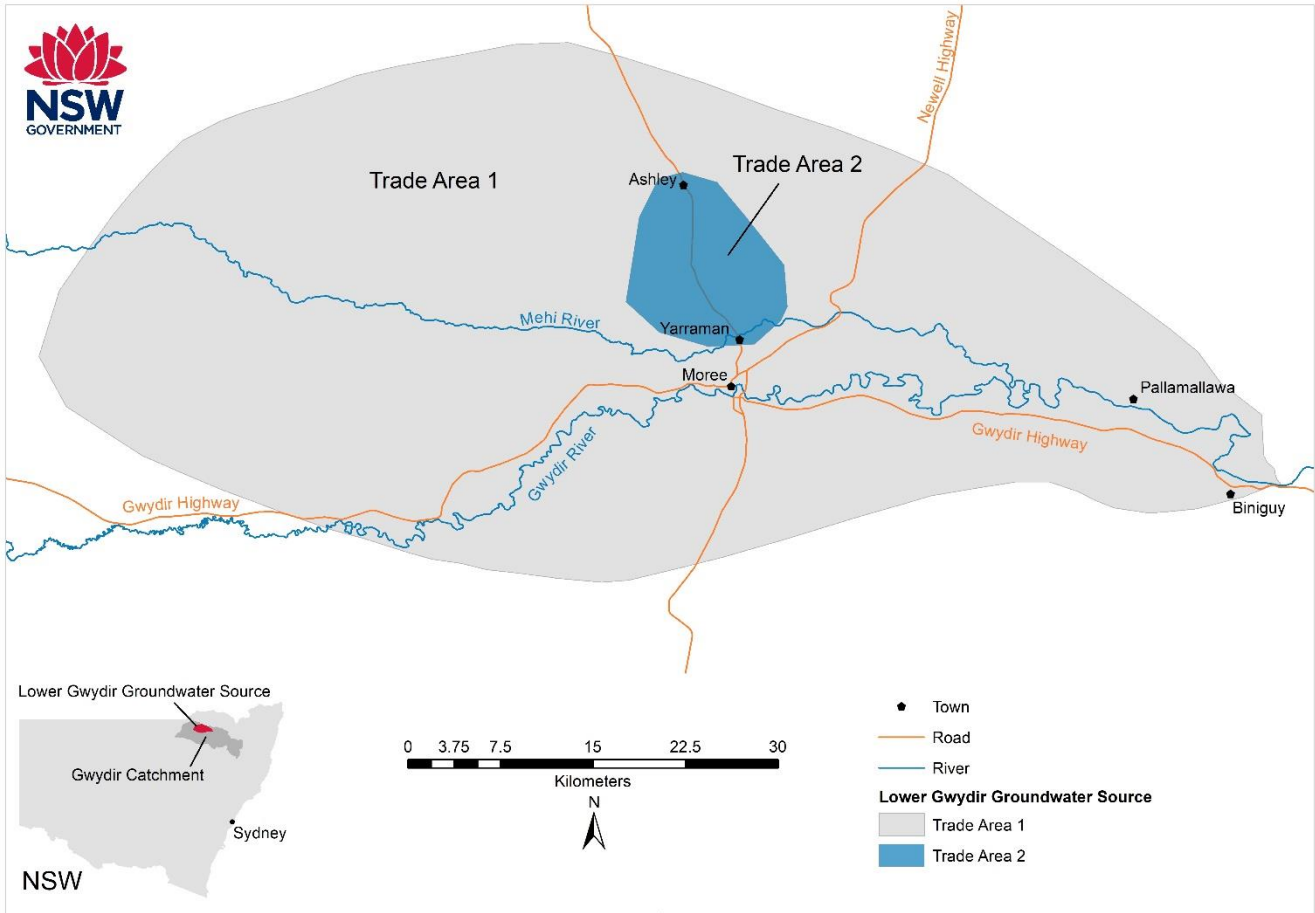 NSW
GOVERNMENT
Newell Highway
Trade Area 1
Trade Area 2
Ashley
Mehi River
Yarraman
Moree
Pallamallawa
Gwydir Highway
Gwydir River
Gwydir Highway
Biniguy
Lower Gwydir Groundwater Source
Gwydir Catchment
Sydney
NSW
0 3.75 7.5 15 22.5 30
Kilometers
N
Town
Road
River
Lower Gwydir Groundwater Source
Trade Area 1
Trade Area 2